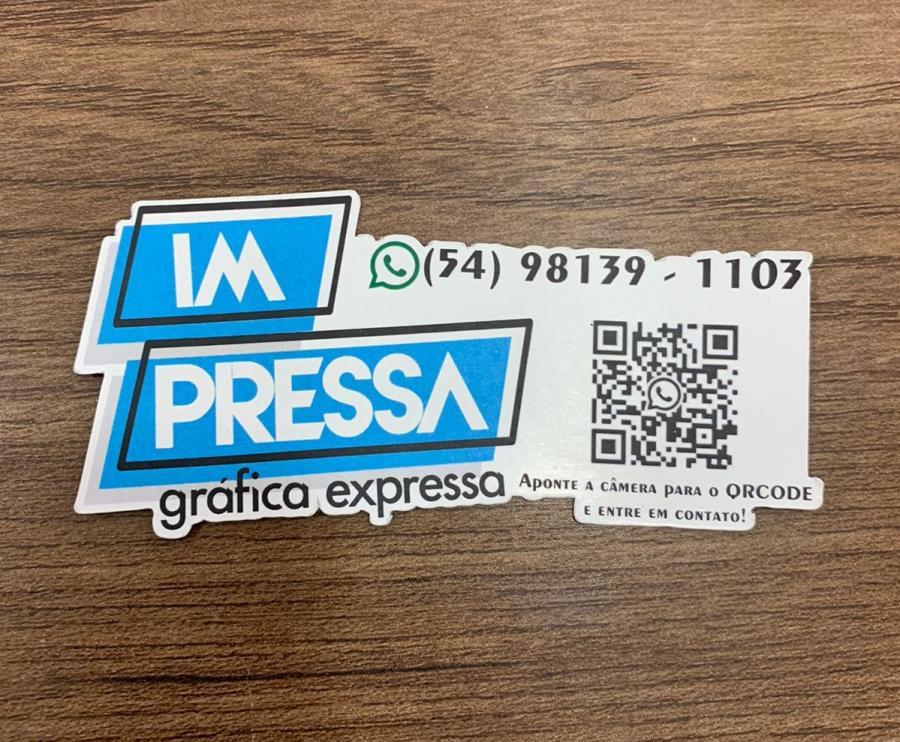 IM
PRESSA
gráfica expressa
(54) 98139 - 1103
Aponte a câmera para o QRCODE
e entre em contato!